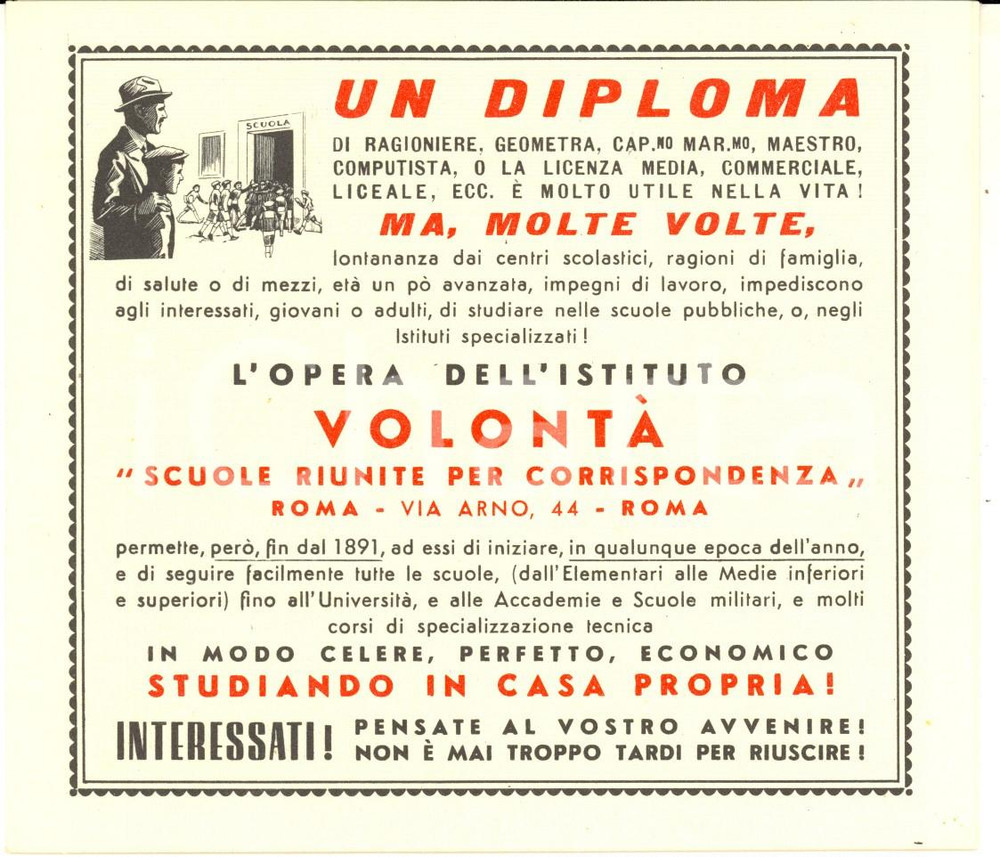 SCUOLA
UN DIPLOMA
DI RAGIONIERE, GEOMETRA, CAP.NO MAR.MO, MAESTRO,
COMPUTISTA, O LA LICENZA MEDIA, COMMERCIALE,
LICEALE, ECC. È MOLTO UTILE NELLA VITA!
MA, MOLTE VOLTE,
lontananza dai centri scolastici, ragioni di famiglia,
di salute o di mezzi, età un pò avanzata, impegni di lavoro, impediscono
agli interessati, giovani o adulti, di studiare nelle scuole pubbliche, o, negli
Istituti specializzati!
L'OPERA DELL'ISTITUTO
VOLONTÀ
"SCUOLE RIUNITE PER CORRISPONDENZA„
ROMA - VIA ARNO, 44 - ROMA
permette, però, fin dal 1891, ad essi di iniziare, in qualunque epoca dell'anno,
e di seguire facilmente tutte le scuole, (dall'Elementari alle Medie inferiori
e superiori) fino all'Università, e alle Accademie e Scuole militari, e molti
corsi di specializzazione tecnica
IN MODO CELERE, PERFETTO, ECONOMICO
STUDIANDO IN CASA PROPRIA!
INTERESSATI! PENSATE AL VOSTRO AVVENIRE!
NON È MAI TROPPO TARDI PER RIUSCIRE!